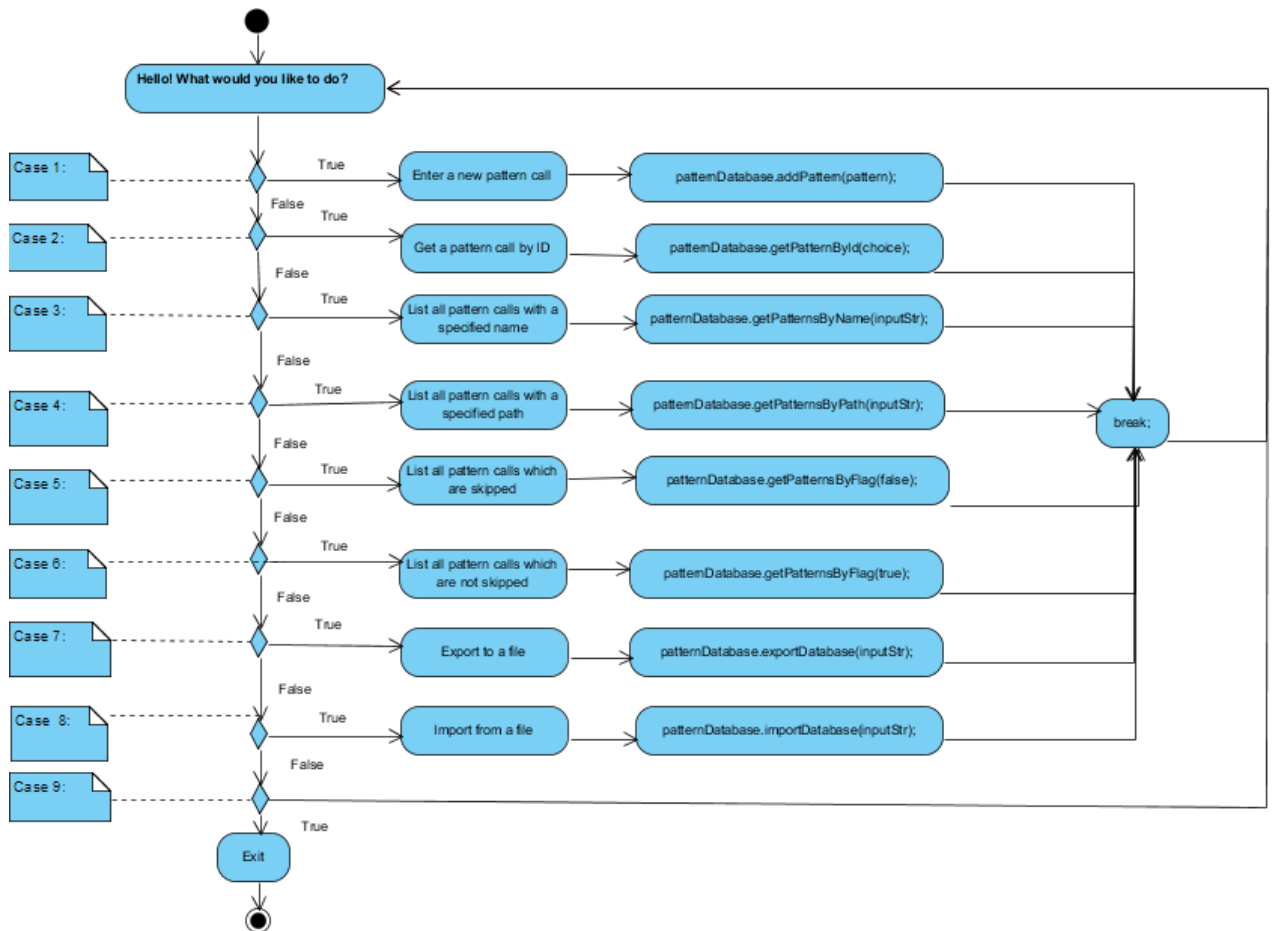 Hello! What would you like to do?
Case 1:
True
Enter a new pattern call
patternDatabase.addPattern(pattern);
False
True
Case 2:
Get a pattern call by ID
patternDatabase.getPatternById(choice);
False
True
Case 3:
List all pattern calls with a
specified name
patternDatabase.getPatternsByName(inputStr);
False
True
Case 4:
List all pattern calls with a
specified path
patternDatabase.getPatternsByPath(inputStr);
break;
False
True
Case 5:
List all pattern calls which
are skipped
patternDatabase.getPatternsByFlag(false);
False
True
Case 6:
List all pattern calls which
are not skipped
patternDatabase.getPatternsByFlag(true);
False
True
Case 7:
Export to a file
patternDatabase.exportDatabase(inputStr);
False
True
Case 8:
Import from a file
patternDatabase.importDatabase(inputStr);
False
Case 9:
True
Exit